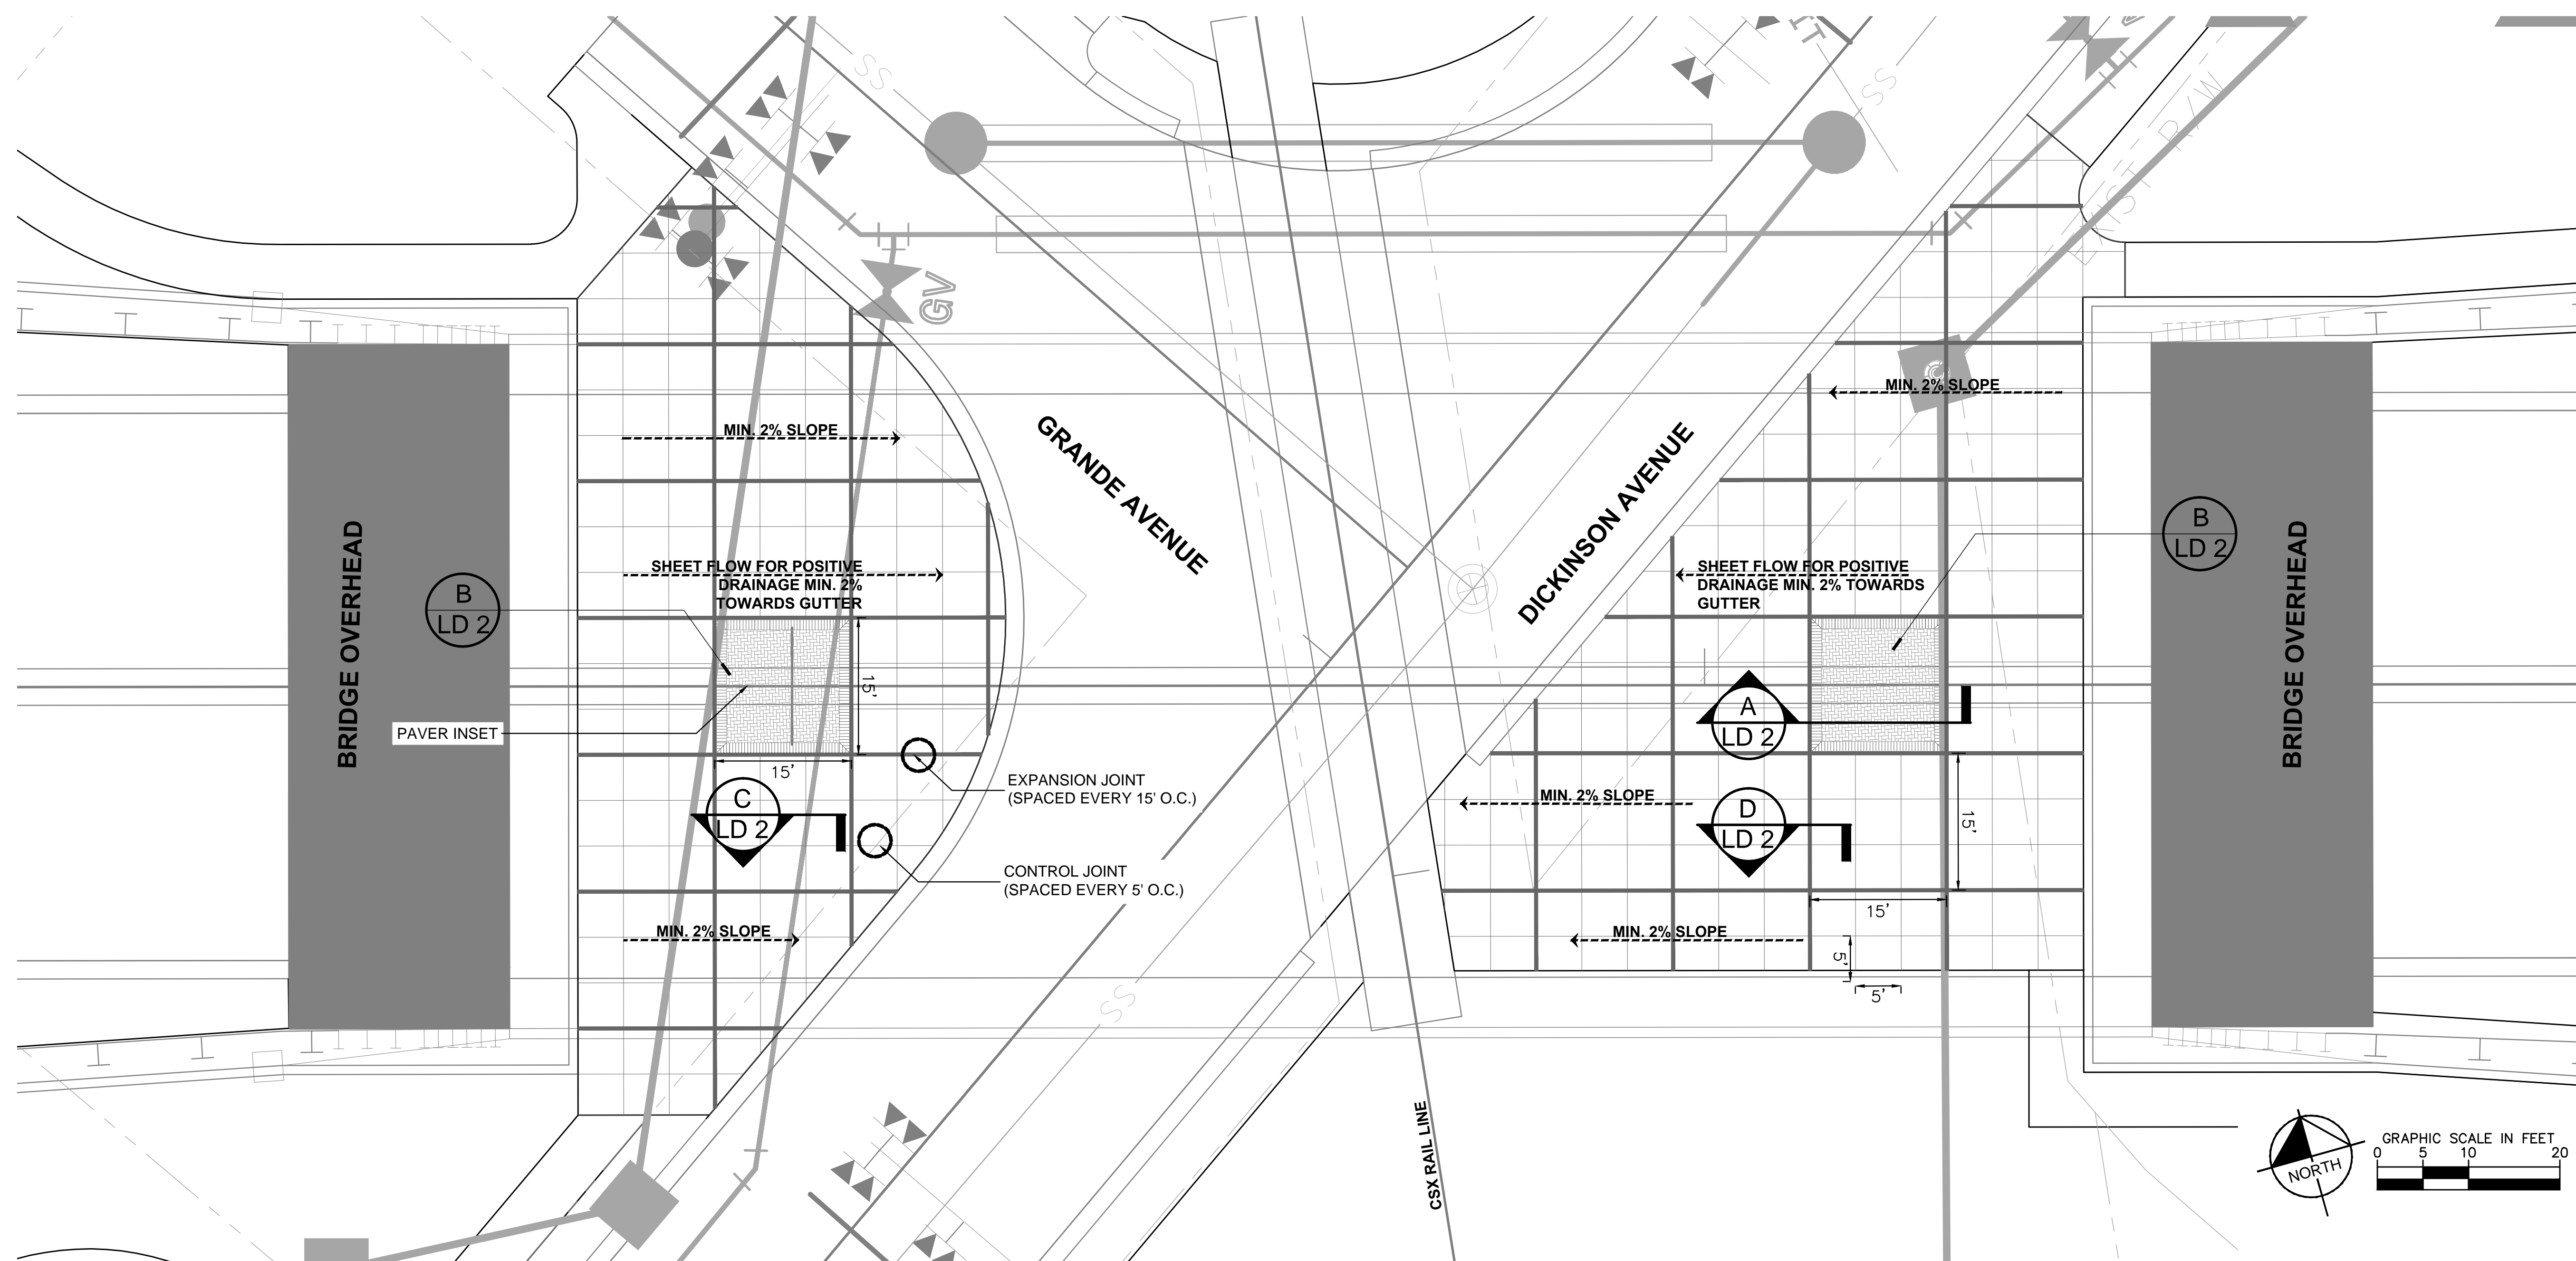 SS
SS
EXIST R/W
GV
MIN. 2% SLOPE
MIN. 2% SLOPE
GRANDE AVENUE
DICKINSON AVENUE
BRIDGE OVERHEAD
B
LD 2
SHEET FLOW FOR POSITIVE
DRAINAGE MIN. 2%
TOWARDS GUTTER
SHEET FLOW FOR POSITIVE
DRAINAGE MIN. 2% TOWARDS
GUTTER
B
LD 2
BRIDGE OVERHEAD
PAVER INSET
15'
15'
A
LD 2
EXPANSION JOINT
(SPACED EVERY 15' O.C.)
C
LD 2
MIN. 2% SLOPE
D
LD 2
15'
15'
CONTROL JOINT
(SPACED EVERY 5' O.C.)
MIN. 2% SLOPE
MIN. 2% SLOPE
5'
5'
SS
CSX RAIL LINE
NORTH
GRAPHIC SCALE IN FEET
0 5 10 20